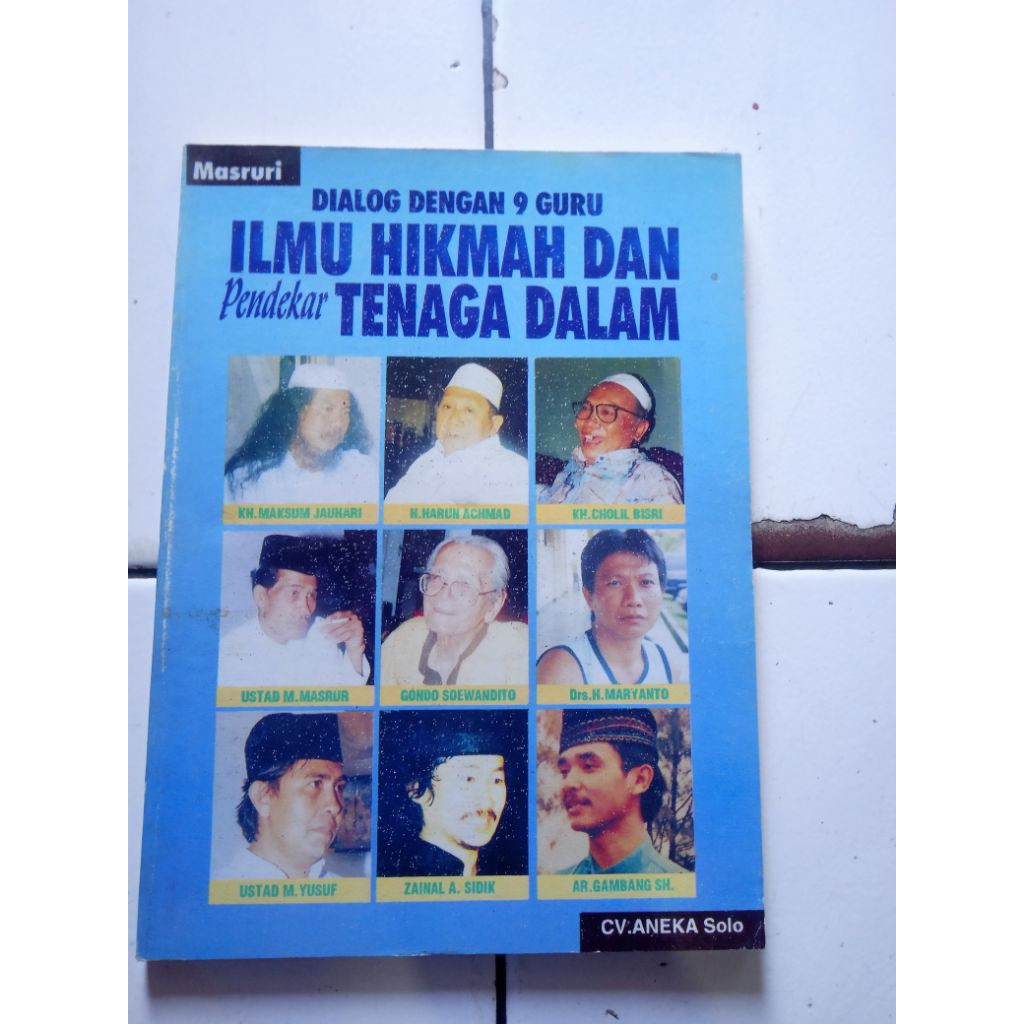 Masruri
DIALOG DENGAN 9 GURU
ILMU HIKMAH DAN
Pendekar TENAGA DALAM
KH.MAKSUM JAUHARI
H.HARUN ACHMAD
KH.CHOLIL BISRI
USTAD M.MASRUR
GONDO SOEWANDITO
Drs.H.MARYANTO
USTAD M.YUSUF
ZAINAL A. SIDIK
AR.GAMBANG SH.
CV.ANEKA Solo